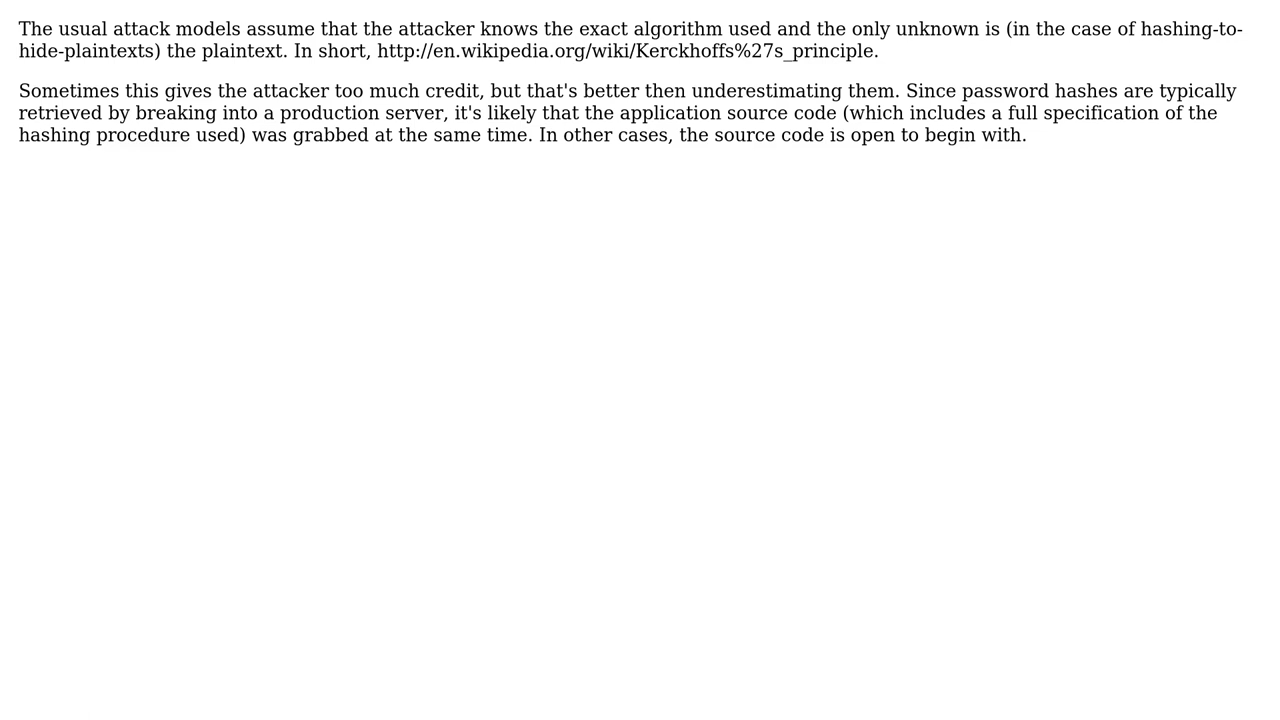 The usual attack models assume that the attacker knows the exact algorithm used and the only unknown is (in the case of hashing-to-
hide-plaintexts) the plaintext. In short, http://en.wikipedia.org/wiki/Kerckhoffs%27s_principle.
Sometimes this gives the attacker too much credit, but that's better then underestimating them. Since password hashes are typically
retrieved by breaking into a production server, it's likely that the application source code (which includes a full specification of the
hashing procedure used) was grabbed at the same time. In other cases, the source code is open to begin with.